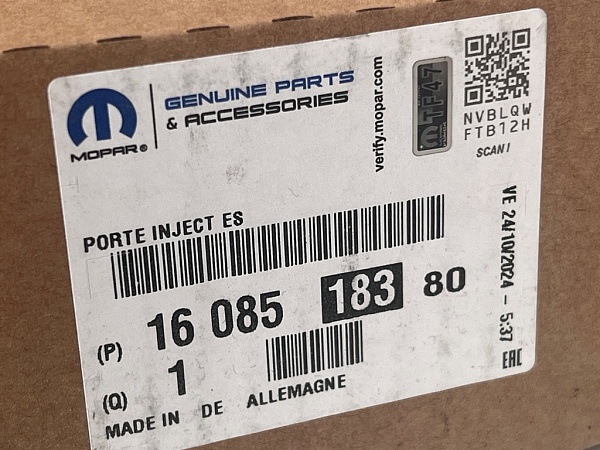 MOPAR®
GENUINE PARTS
& ACCESSORIES
verify.mopar.com
TF47
NVBLQW
FTB12H
SCAN!
PORTE INJECT ES
(P) 16 085 183 80
(Q) 1
MADE IN DE ALLEMAGNE
VE 24/10/2024 - 5:37
EAC